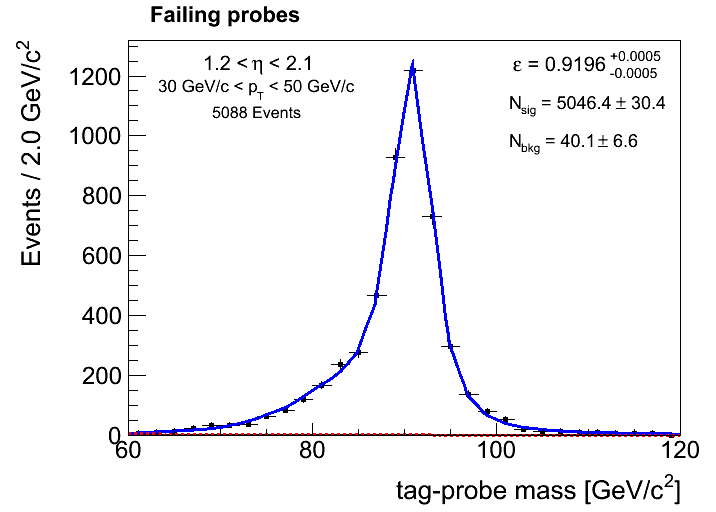 Failing probes
1.2 < η < 2.1
30 GeV/c < p_T < 50 GeV/c
5088 Events
ε = 0.9196 +0.0005 -0.0005
N_sig = 5046.4 ± 30.4
N_bkg = 40.1 ± 6.6
Events / 2.0 GeV/c²
1200
1000
800
600
400
200
0
60 80 100 120
tag-probe mass [GeV/c²]